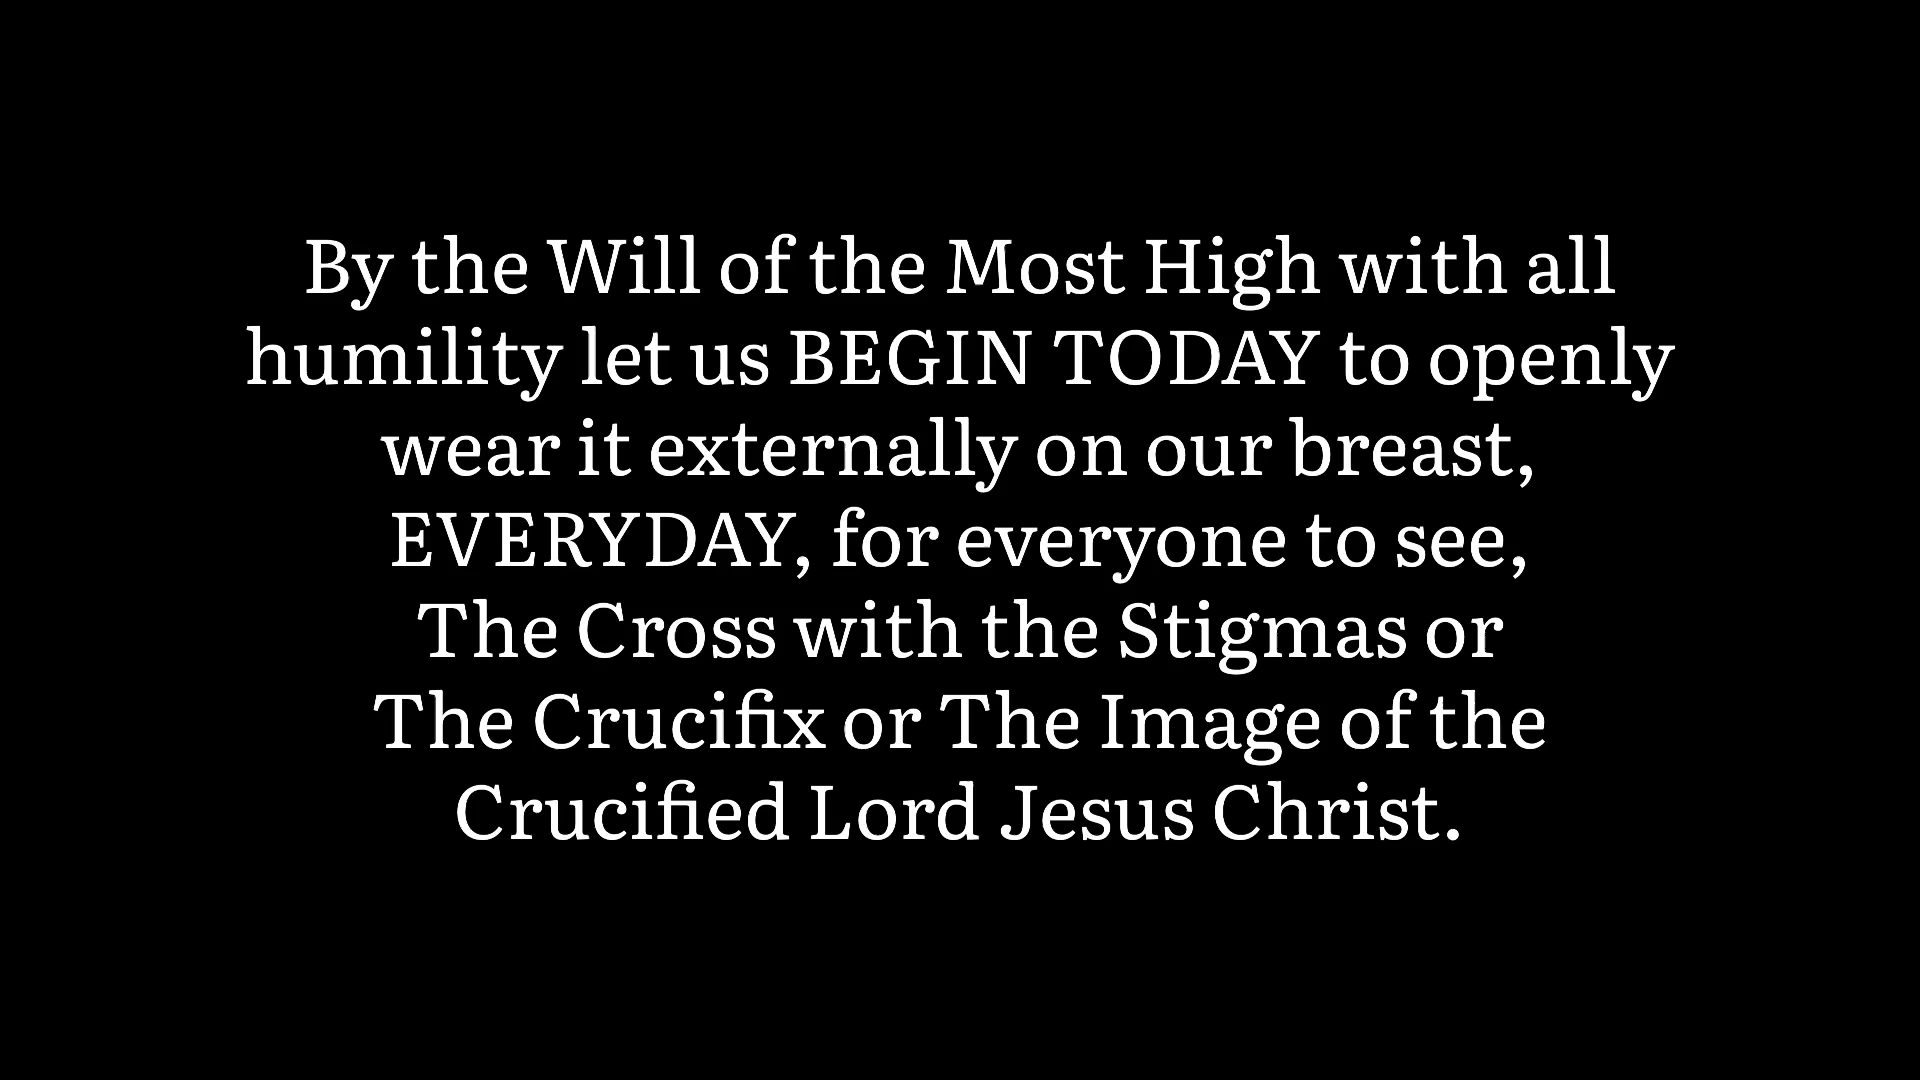 By the Will of the Most High with all
humility let us BEGIN TODAY to openly
wear it externally on our breast,
EVERYDAY, for everyone to see,
The Cross with the Stigmas or
The Crucifix or The Image of the
Crucified Lord Jesus Christ.